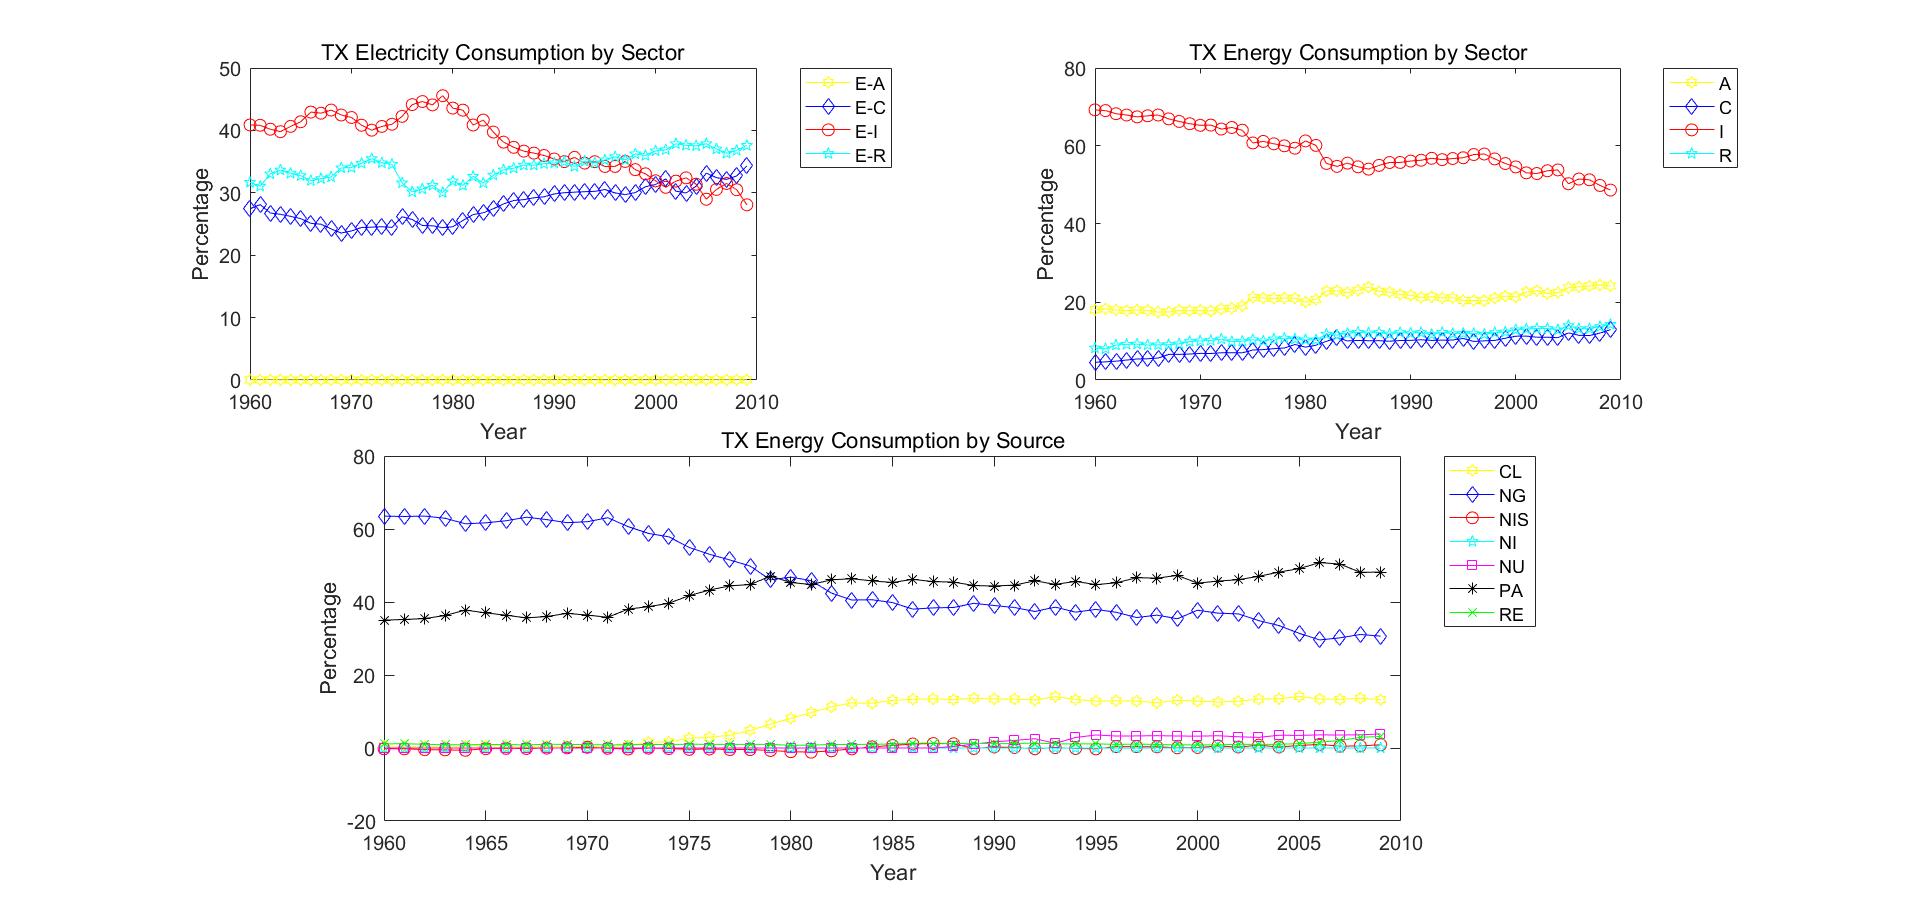 TX Electricity Consumption by Sector
50
40
30
20
10
0
Percentage
1960 1970 1980 1990 2000 2010
Year
E-A
E-C
E-I
E-R
TX Energy Consumption by Sector
80
60
40
20
0
Percentage
1960 1970 1980 1990 2000 2010
Year
A
C
I
R
TX Energy Consumption by Source
80
60
40
20
0
-20
Percentage
1960 1965 1970 1975 1980 1985 1990 1995 2000 2005 2010
Year
CL
NG
NIS
NI
NU
PA
RE